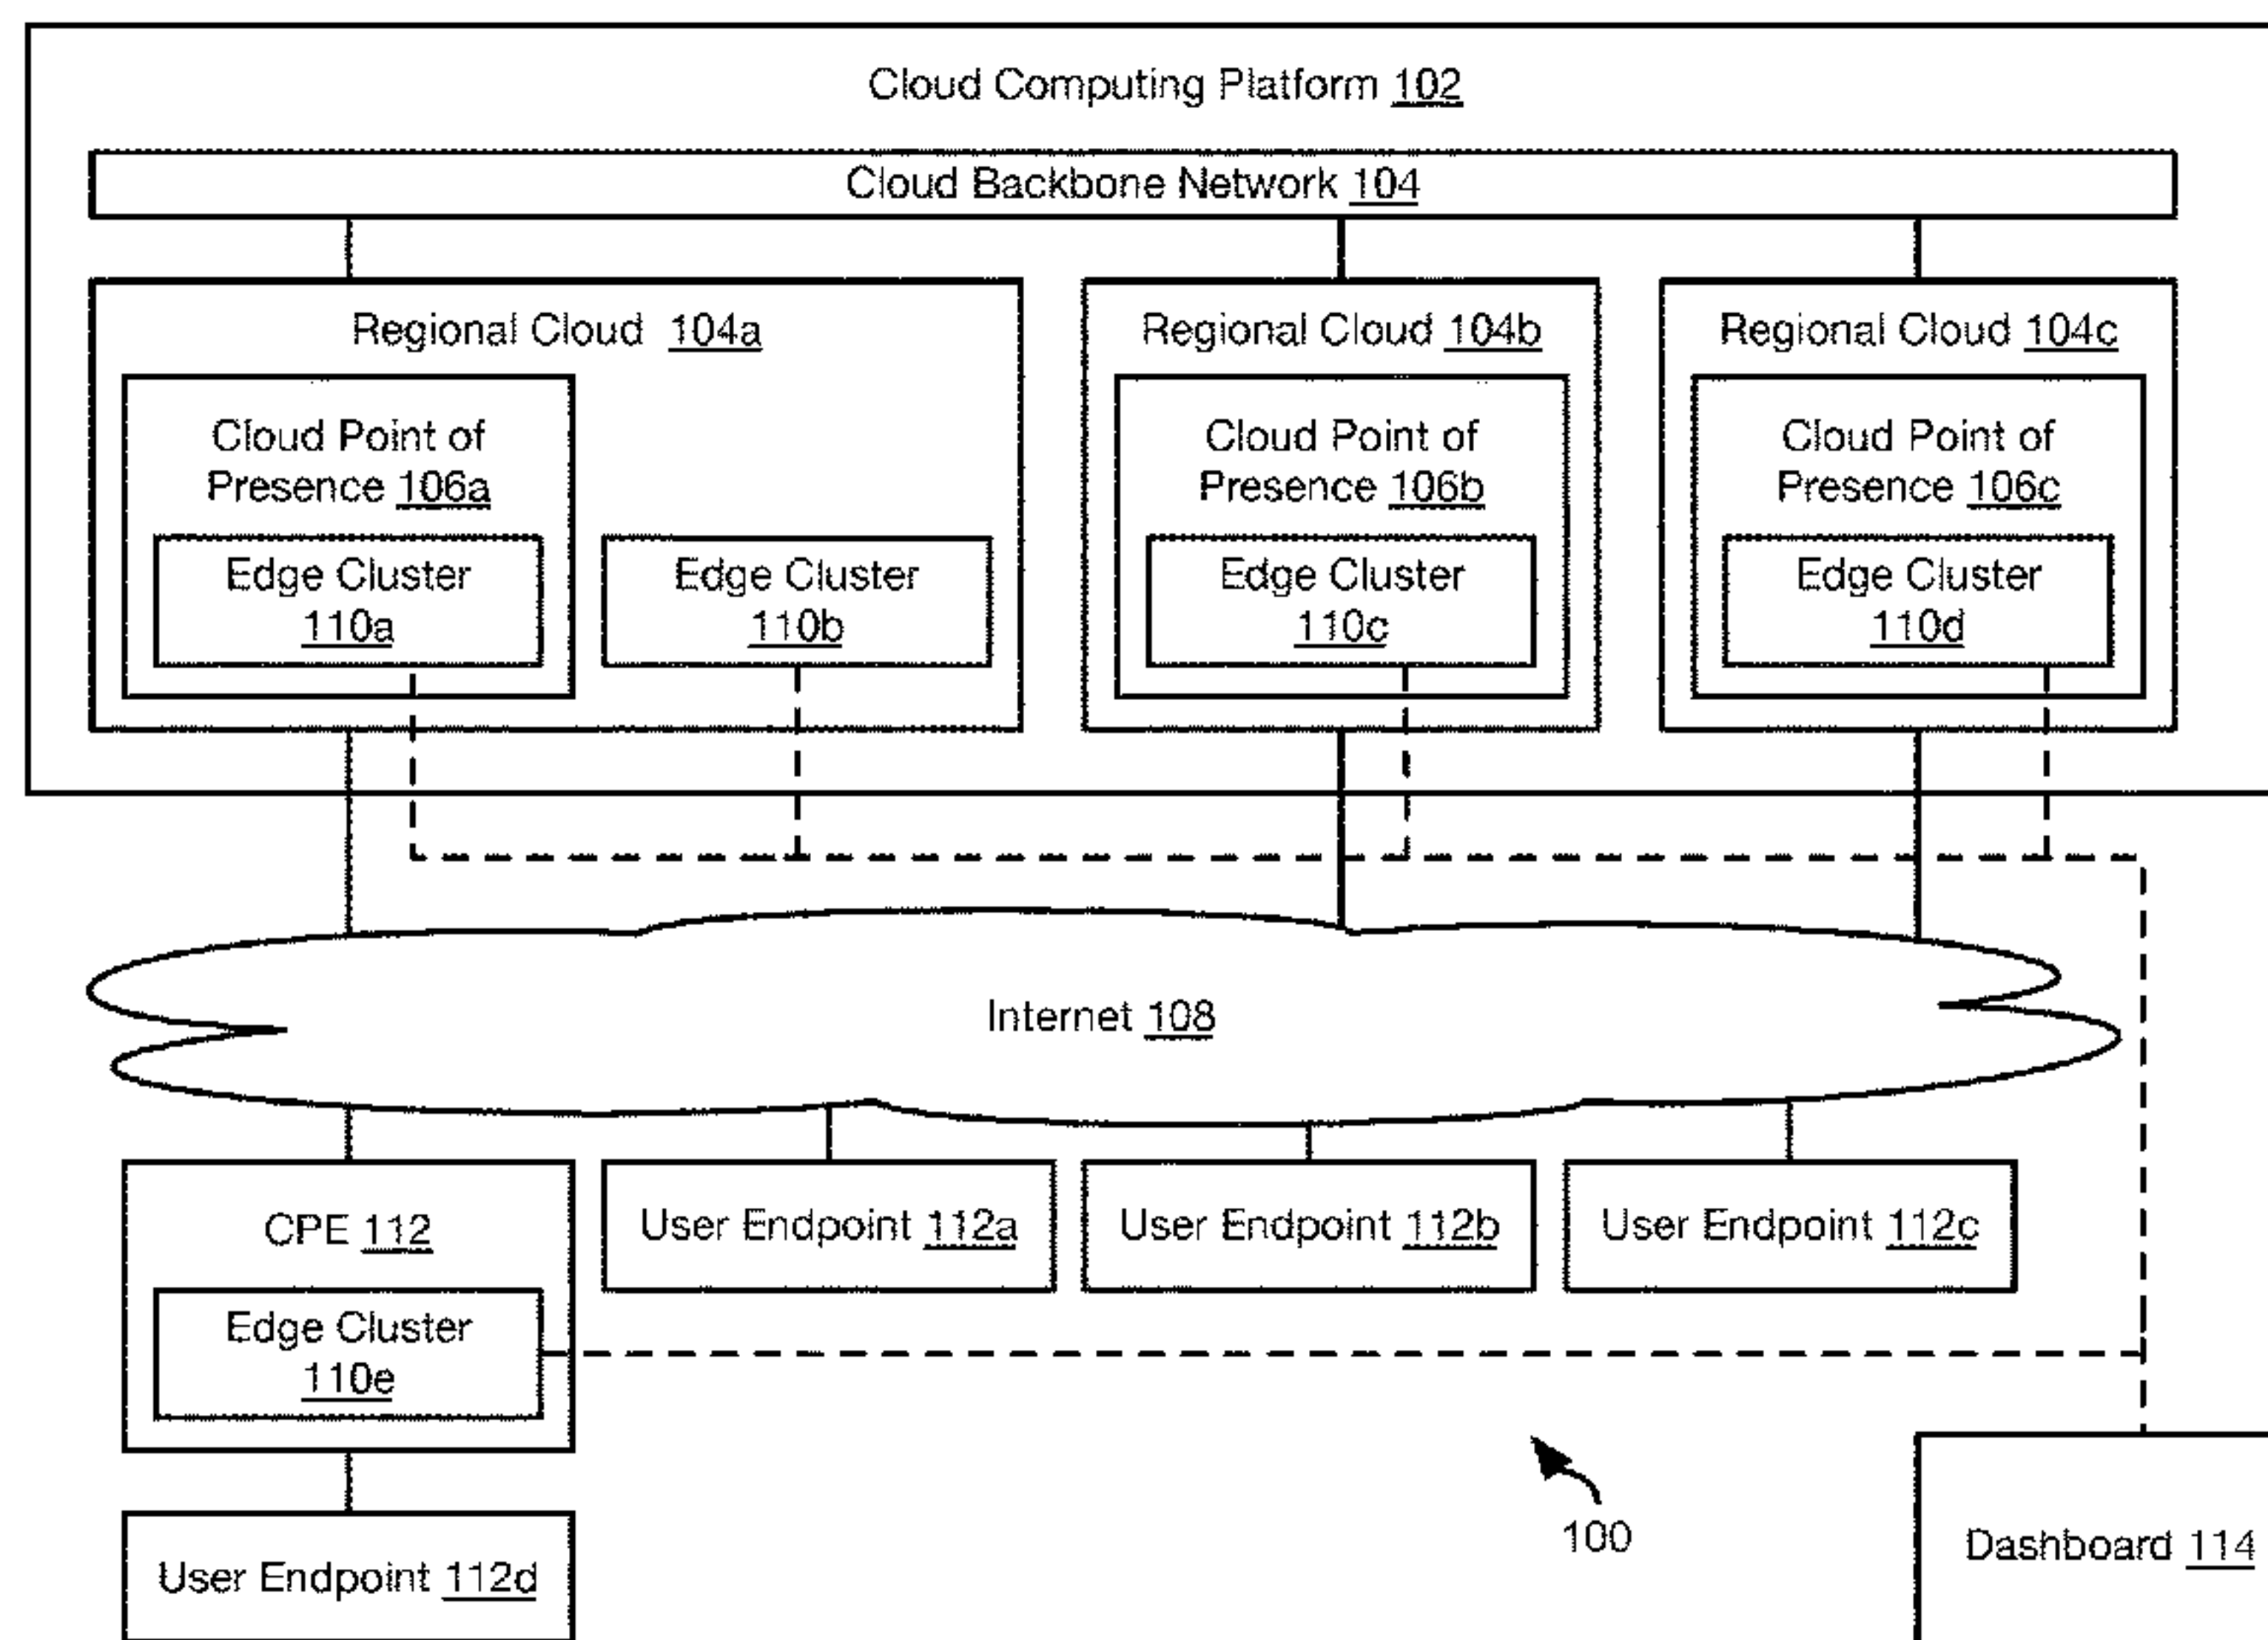 Cloud Computing Platform 102
Cloud Backbone Network 104
Regional Cloud 104a
Regional Cloud 104b
Regional Cloud 104c
Cloud Point of
Presence 106a
Cloud Point of
Presence 106b
Cloud Point of
Presence 106c
Edge Cluster
110a
Edge Cluster
110b
Edge Cluster
110c
Edge Cluster
110d
Internet 108
CPE 112
User Endpoint 112a
User Endpoint 112b
User Endpoint 112c
Edge Cluster
110e
100
User Endpoint 112d
Dashboard 114